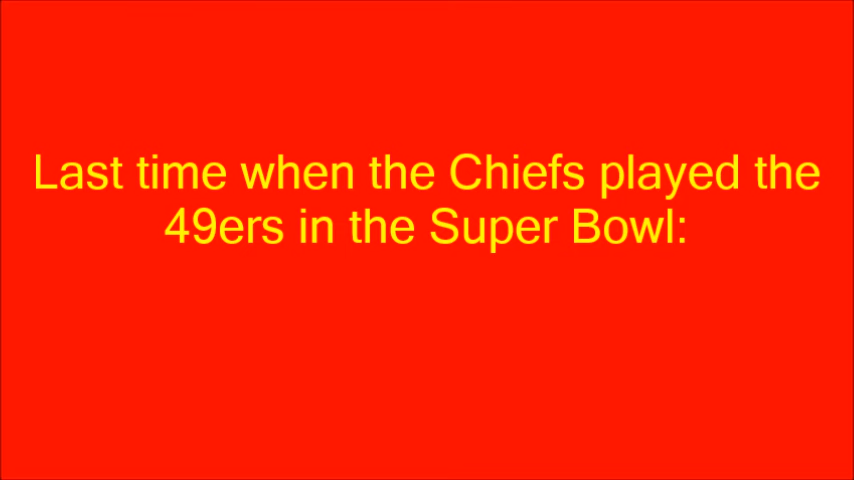 Last time when the Chiefs played the
49ers in the Super Bowl: